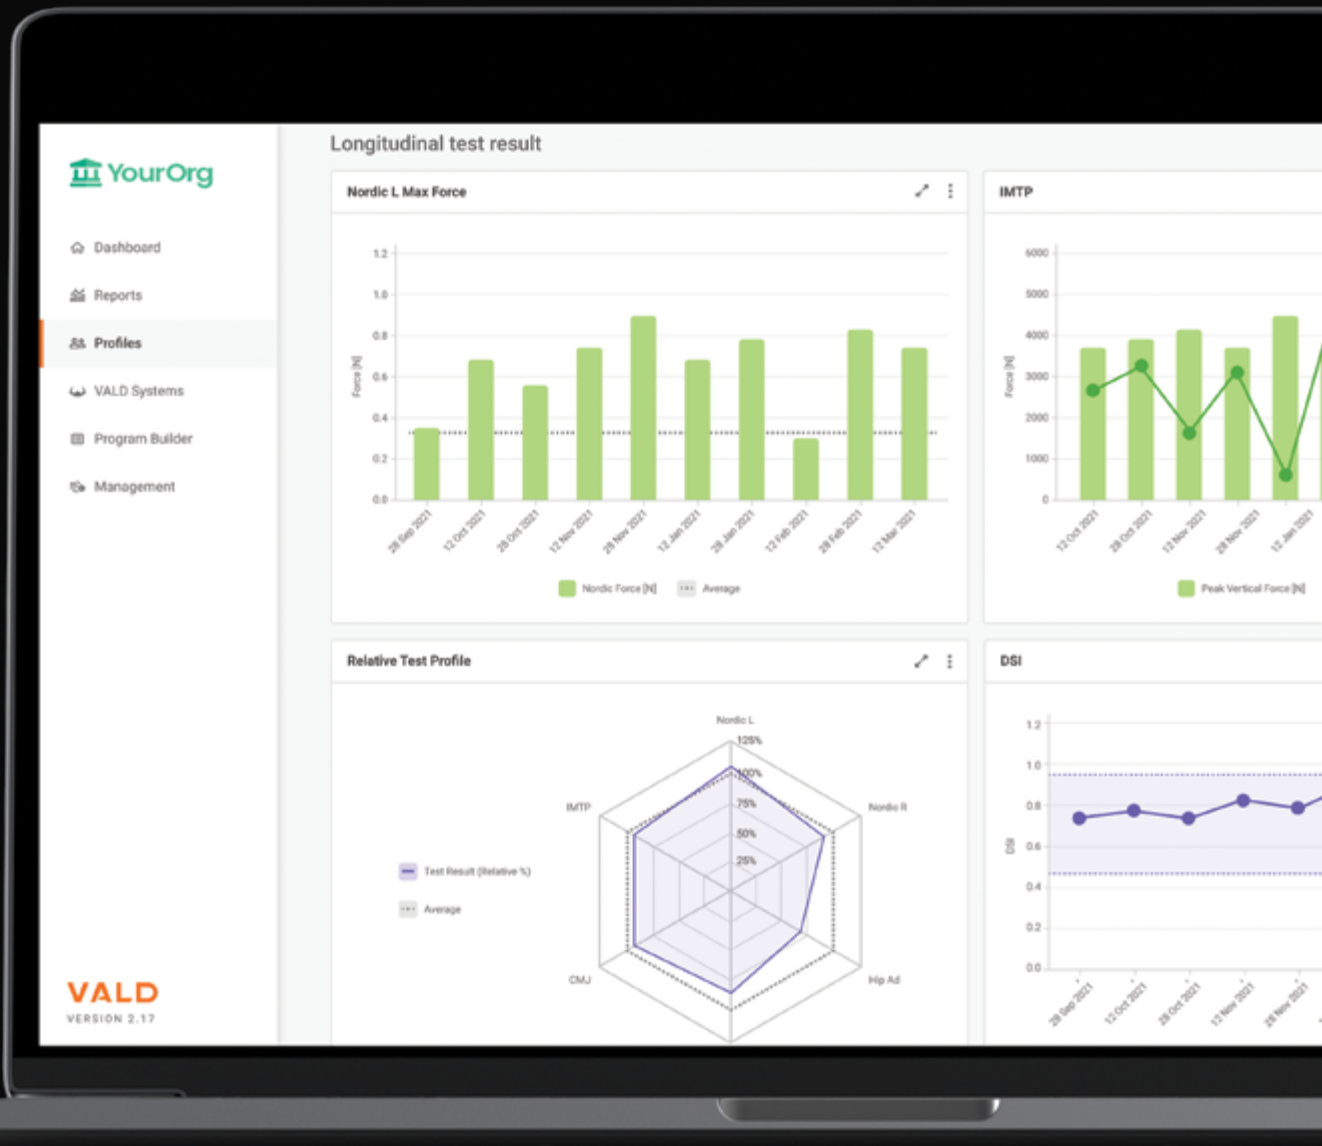 YourOrg
Dashboard
Reports
Profiles
VALD Systems
Program Builder
Management
VALD
VERSION 2.17
Longitudinal test result
Nordic L Max Force
1.2
1.0
0.8
0.6
0.4
0.2
0.0
Force [N]
28 Sep 2021
12 Oct 2021
28 Oct 2021
12 Nov 2021
28 Nov 2021
12 Jan 2021
28 Jan 2021
12 Feb 2021
28 Feb 2021
12 Mar 2021
Nordic Force [N]
Average
IMTP
6000
5000
4000
3000
2000
1000
0
Force [N]
12 Oct 2021
28 Oct 2021
12 Nov 2021
28 Nov 2021
12 Jan 2021
Peak Vertical Force [N]
Relative Test Profile
Nordic L
125%
100%
75%
50%
25%
IMTP
Nordic R
CMJ
Hip Ad
Test Result (Relative %)
Average
DSI
1.2
1.0
0.8
0.6
0.4
0.2
0.0
DSI
28 Sep 2021
12 Oct 2021
28 Oct 2021
12 Nov 2021
28 Nov 2021